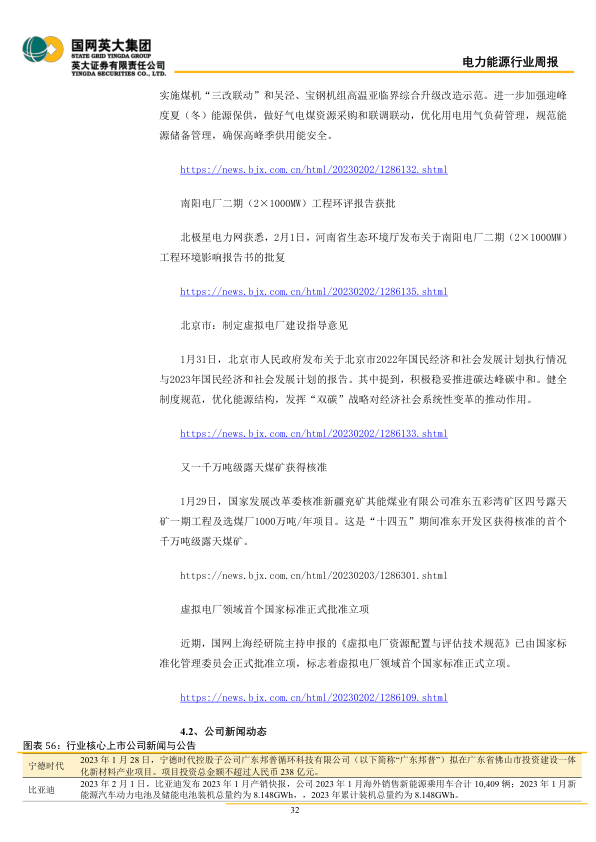 国网英大集团
STATE GRID YINGDA GROUP
英大证券有限责任公司
YINGDA SECURITIES CO., LTD.
电力能源行业周报
实施煤机“三改联动”和吴泾、宝钢机组高温亚临界综合升级改造示范。进一步加强迎峰
度夏（冬）能源保供，做好气电煤资源采购和联调联动，优化用电用气负荷管理，规范能
源储备管理，确保高峰季供用能安全。
https://news.bjx.com.cn/html/20230202/1286132.shtml
南阳电厂二期（2×1000MW）工程环评报告获批
北极星电力网获悉，2月1日，河南省生态环境厅发布关于南阳电厂二期（2×1000MW）
工程环境影响报告书的批复
https://news.bjx.com.cn/html/20230202/1286135.shtml
北京市：制定虚拟电厂建设指导意见
1月31日，北京市人民政府发布关于北京市2022年国民经济和社会发展计划执行情况
与2023年国民经济和社会发展计划的报告。其中提到，积极稳妥推进碳达峰碳中和。健全
制度规范，优化能源结构，发挥“双碳”战略对经济社会系统性变革的推动作用。
https://news.bjx.com.cn/html/20230202/1286133.shtml
又一千万吨级露天煤矿获得核准
1月29日，国家发展改革委核准新疆兖矿其能煤业有限公司准东五彩湾矿区四号露天
矿一期工程及选煤厂1000万吨/年项目。这是“十四五”期间准东开发区获得核准的首个
千万吨级露天煤矿。
https://news.bjx.com.cn/html/20230203/1286301.shtml
虚拟电厂领域首个国家标准正式批准立项
近期，国网上海经研院主持申报的《虚拟电厂资源配置与评估技术规范》已由国家标
准化管理委员会正式批准立项，标志着虚拟电厂领域首个国家标准正式立项。
https://news.bjx.com.cn/html/20230202/1286109.shtml
4.2、公司新闻动态
图表 56：行业核心上市公司新闻与公告
宁德时代
2023 年 1 月 28 日，宁德时代控股子公司广东邦普循环科技有限公司（以下简称“广东邦普”）拟在广东省佛山市投资建设一体
化新材料产业项目。项目投资总金额不超过人民币 238 亿元。
比亚迪
2023 年 2 月 1 日，比亚迪发布 2023 年 1 月产销快报，公司 2023 年 1 月海外销售新能源乘用车合计 10,409 辆；2023 年 1 月新
能源汽车动力电池及储能电池装机总量约为 8.148GWh，，2023 年累计装机总量约为 8.148GWh。
32